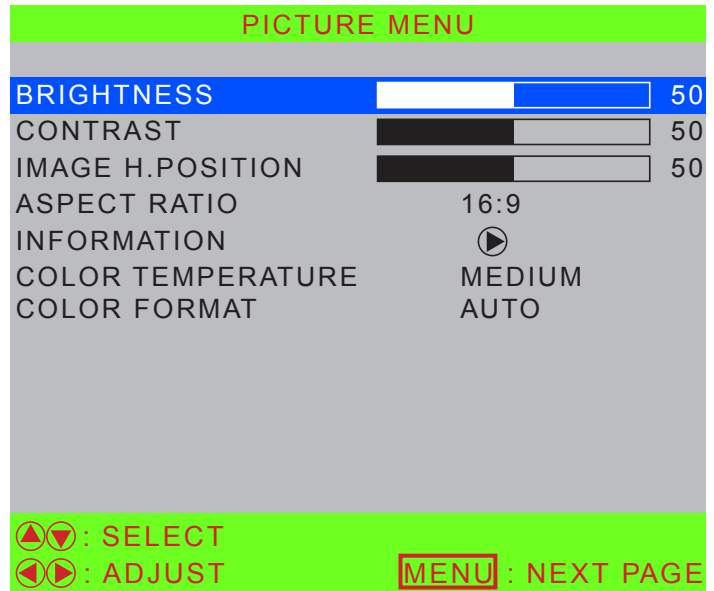 PICTURE MENU
BRIGHTNESS 50
CONTRAST 50
IMAGE H.POSITION 50
ASPECT RATIO 16:9
INFORMATION
COLOR TEMPERATURE MEDIUM
COLOR FORMAT AUTO
: SELECT
: ADJUST MENU : NEXT PAGE